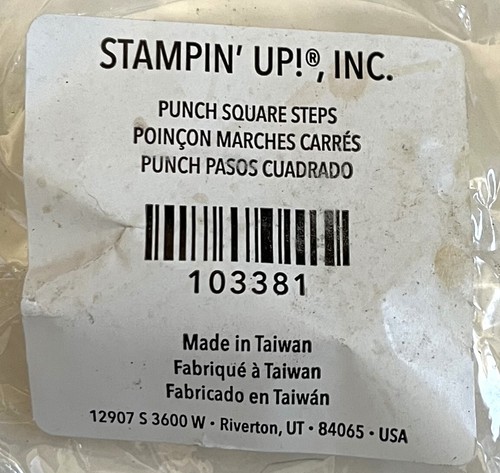 STAMPIN' UP!®, INC.
PUNCH SQUARE STEPS
POINÇON MARCHES CARRÉS
PUNCH PASOS CUADRADO
103381
Made in Taiwan
Fabriqué à Taiwan
Fabricado en Taiwán
12907 S 3600 W • Riverton, UT • 84065 • USA